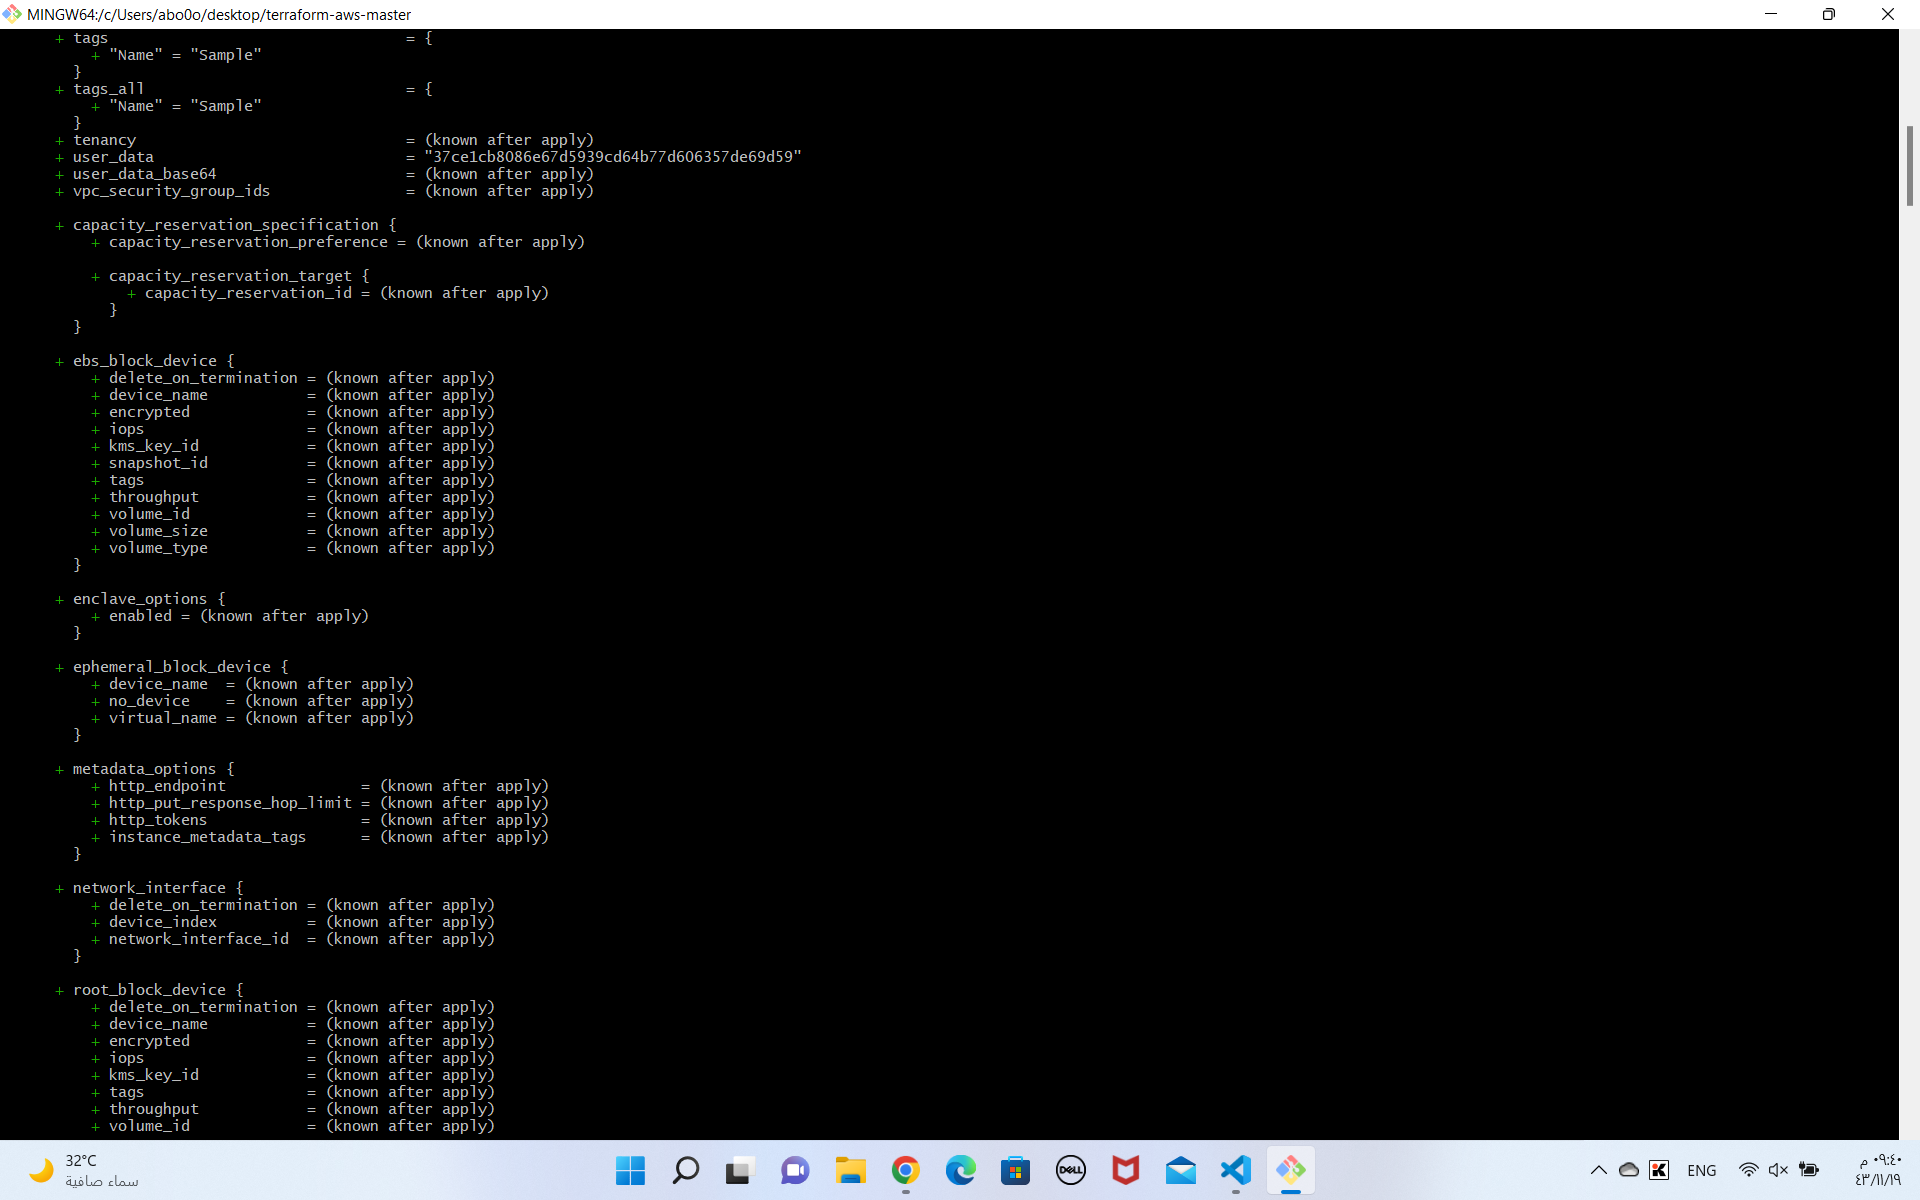 MINGW64:/c/Users/abo0o/desktop/terraform-aws-master
+ tags = {
+ "Name" = "Sample"
}
+ tags_all = {
+ "Name" = "Sample"
}
+ tenancy = (known after apply)
+ user_data = "37ce1cb8086e67d5939cd64b77d606357de69d59"
+ user_data_base64 = (known after apply)
+ vpc_security_group_ids = (known after apply)
+ capacity_reservation_specification {
+ capacity_reservation_preference = (known after apply)
+ capacity_reservation_target {
+ capacity_reservation_id = (known after apply)
}
}
+ ebs_block_device {
+ delete_on_termination = (known after apply)
+ device_name = (known after apply)
+ encrypted = (known after apply)
+ iops = (known after apply)
+ kms_key_id = (known after apply)
+ snapshot_id = (known after apply)
+ tags = (known after apply)
+ throughput = (known after apply)
+ volume_id = (known after apply)
+ volume_size = (known after apply)
+ volume_type = (known after apply)
}
+ enclave_options {
+ enabled = (known after apply)
}
+ ephemeral_block_device {
+ device_name = (known after apply)
+ no_device = (known after apply)
+ virtual_name = (known after apply)
}
+ metadata_options {
+ http_endpoint = (known after apply)
+ http_put_response_hop_limit = (known after apply)
+ http_tokens = (known after apply)
+ instance_metadata_tags = (known after apply)
}
+ network_interface {
+ delete_on_termination = (known after apply)
+ device_index = (known after apply)
+ network_interface_id = (known after apply)
}
+ root_block_device {
+ delete_on_termination = (known after apply)
+ device_name = (known after apply)
+ encrypted = (known after apply)
+ iops = (known after apply)
+ kms_key_id = (known after apply)
+ tags = (known after apply)
+ throughput = (known after apply)
+ volume_id = (known after apply)
32°C
سماء صافية
DELL
K
ENG
٠٩:٤٠ م
٤٣/١١/١٩